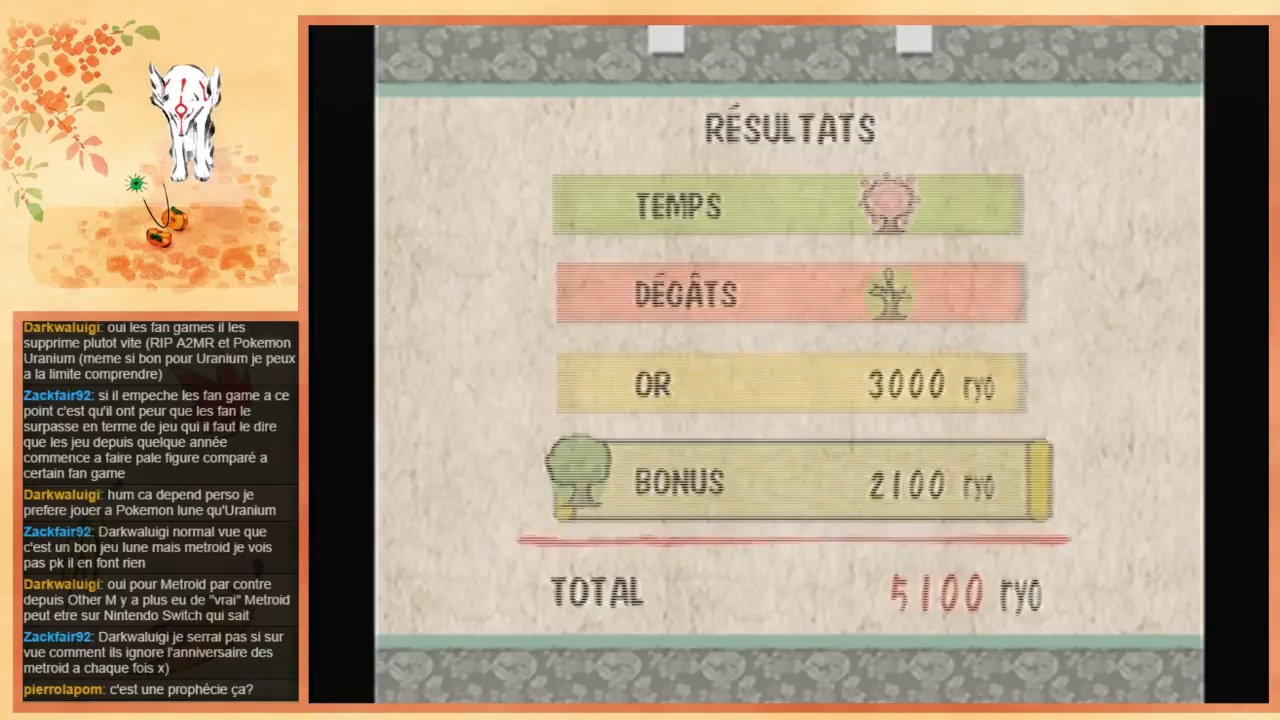 Darkwaluigi: oui les fan games il les
supprime plutot vite (RIP A2MR et Pokemon
Uranium (meme si bon pour Uranium je peux
a la limite comprendre)
Zackfair92: si il empeche les fan game a ce
point c'est qu'il ont peur que les fan le
surpasse en terme de jeu qui il faut le dire
que les jeu depuis quelque année
commence a faire pale figure comparé a
certain fan game
Darkwaluigi: hum ca depend perso je
prefere jouer a Pokemon lune qu'Uranium
Zackfair92: Darkwaluigi normal vue que
c'est un bon jeu lune mais metroid je vois
pas pk il en font rien
Darkwaluigi: oui pour Metroid par contre
depuis Other M y a plus eu de "vrai" Metroid
peut etre sur Nintendo Switch qui sait
Zackfair92: Darkwaluigi je serrai pas si sur
vue comment ils ignore l'anniversaire des
metroid a chaque fois x)
pierrolapom: c'est une prophécie ça?
RÉSULTATS
TEMPS
DÉGÂTS
OR 3000 ryo
BONUS 2100 ryo
TOTAL 5100 ryo